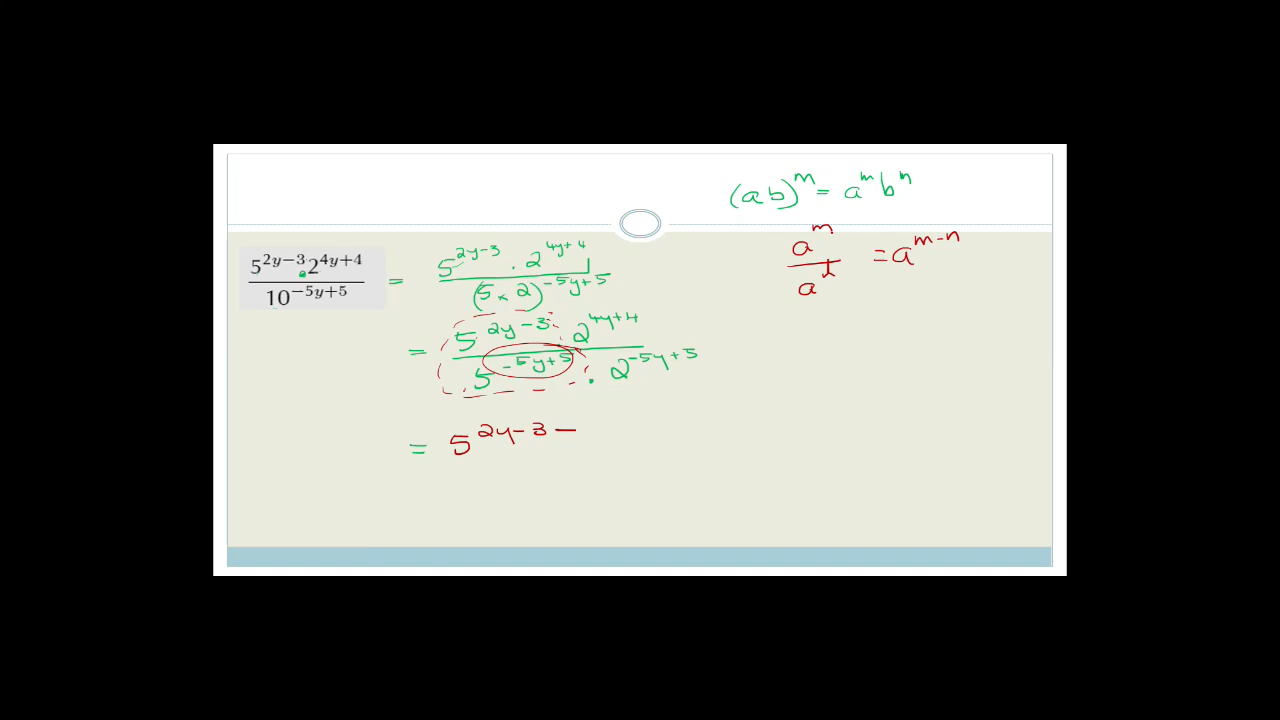 (ab)^m = a^m b^n
a^m / a^n = a^{m-n}
5^{2y−3}·2^{4y+4} / 10^{−5y+5} = 5^{2y-3} · 2^{4y+4} / (5 × 2)^{-5y+5}
= 5^{2y-3} · 2^{4y+4} / 5^{-5y+5} · 2^{-5y+5}
= 5^{2y-3-